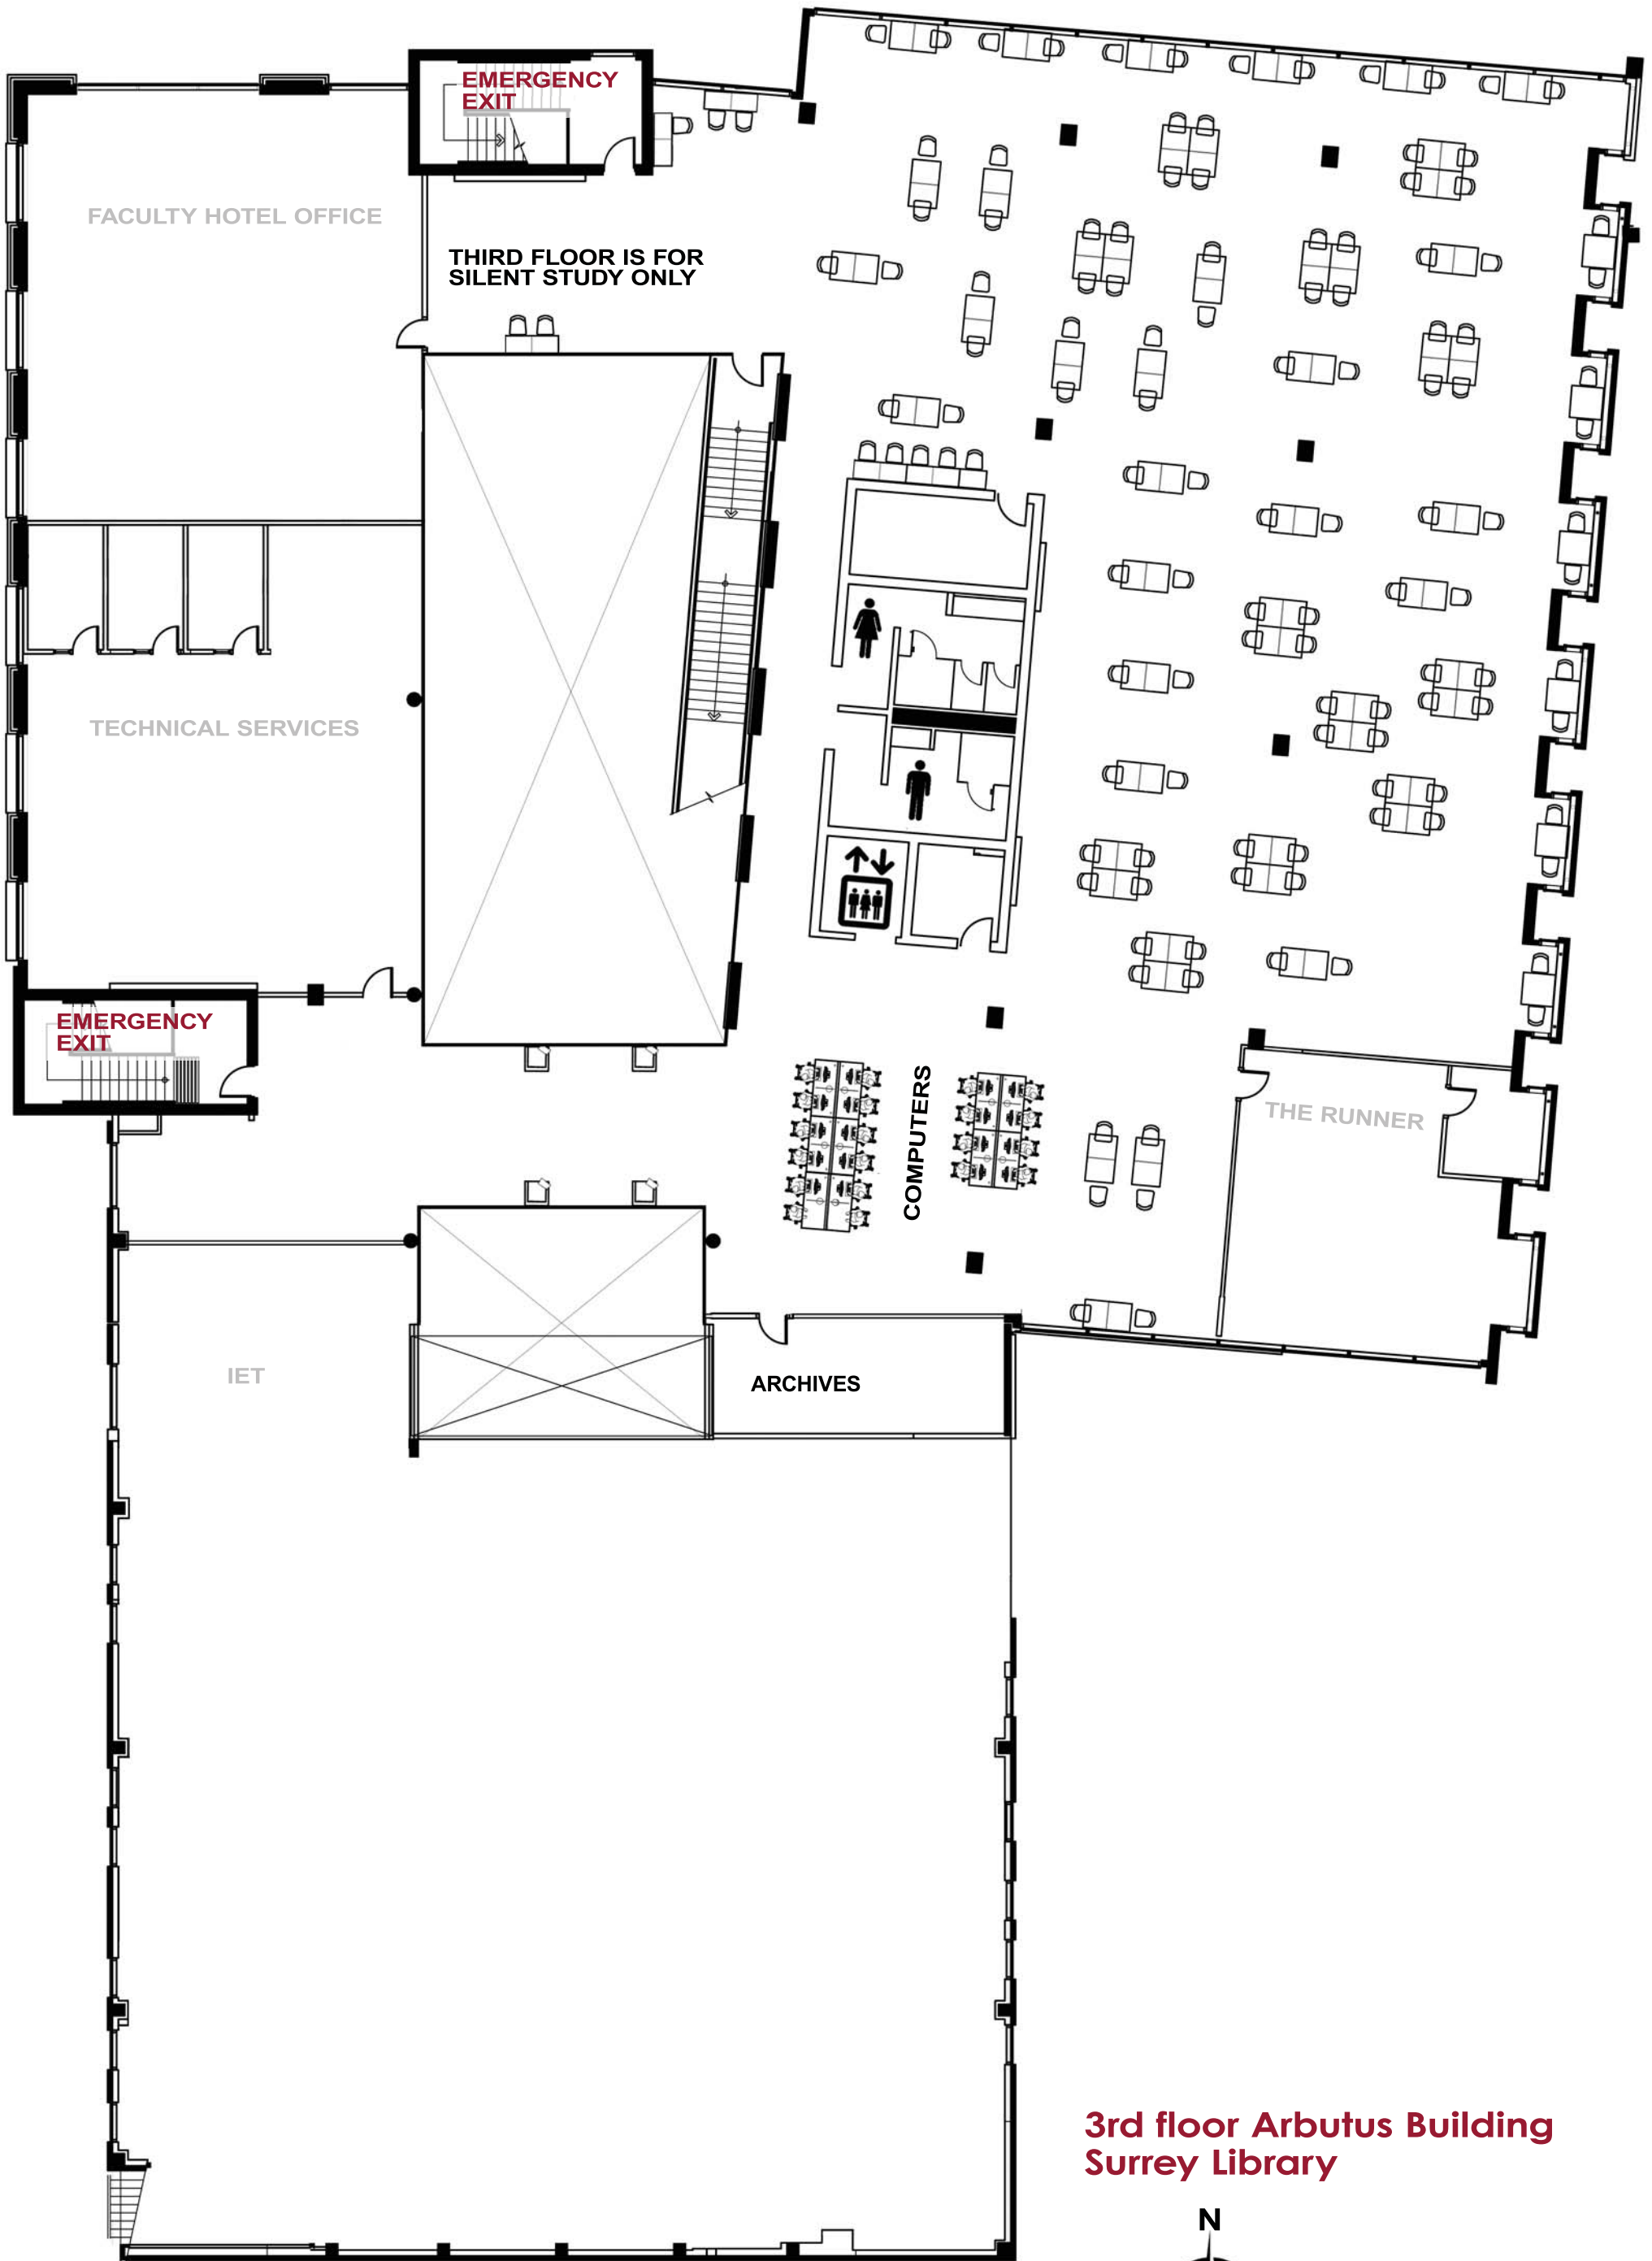 EMERGENCY
EXIT
FACULTY HOTEL OFFICE
THIRD FLOOR IS FOR
SILENT STUDY ONLY
TECHNICAL SERVICES
EMERGENCY
EXIT
COMPUTERS
THE RUNNER
IET
ARCHIVES
3rd floor Arbutus Building
Surrey Library
N